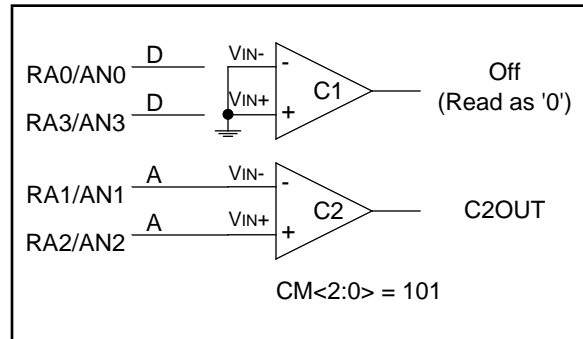 RA0/AN0 D VIN- - C1 Off
RA3/AN3 D VIN+ + (Read as '0')
RA1/AN1 A VIN- - C2 C2OUT
RA2/AN2 A VIN+ +
CM<2:0> = 101